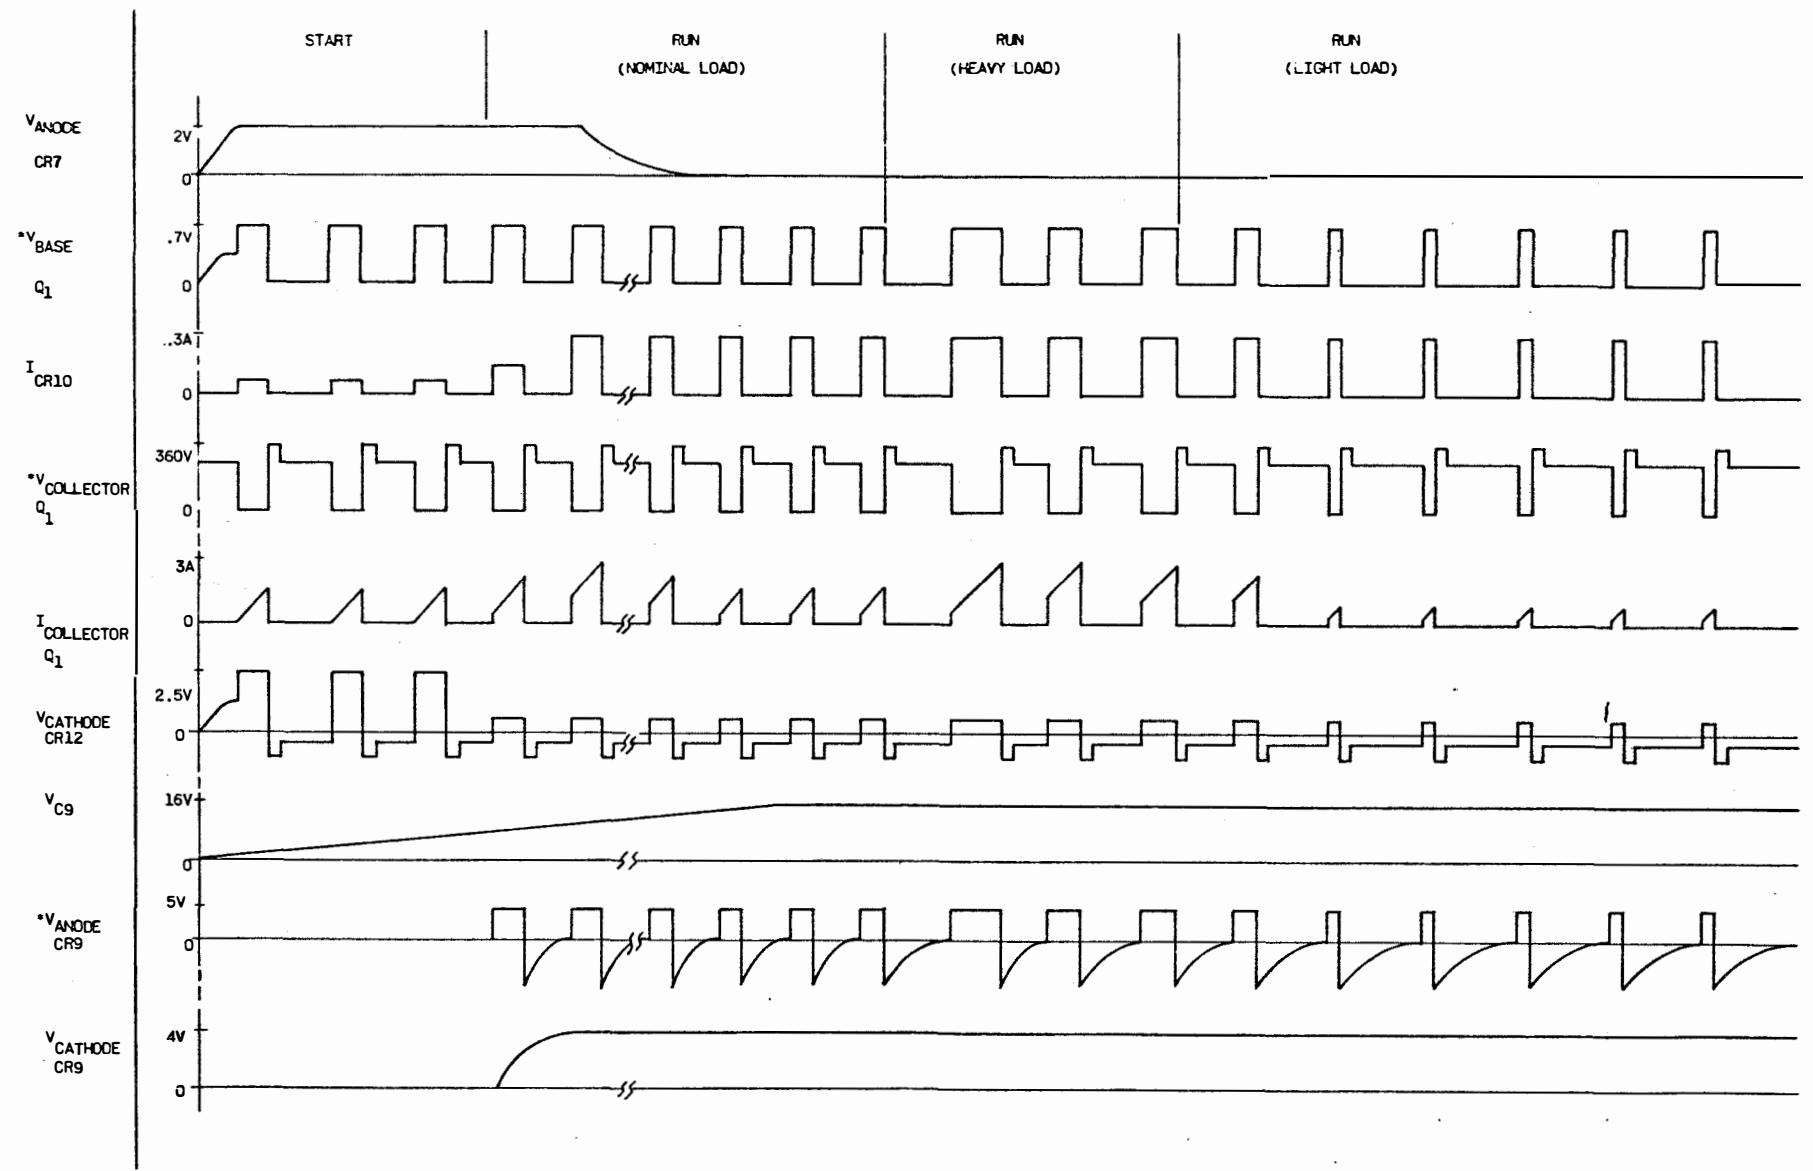 START
RUN
(NOMINAL LOAD)
RUN
(HEAVY LOAD)
RUN
(LIGHT LOAD)
VANODE
CR7
2V
0
*VBASE
Q1
.7V
0
ICR10
.3A
0
*VCOLLECTOR
Q1
360V
0
ICOLLECTOR
Q1
3A
0
VCATHODE
CR12
2.5V
0
VC9
16V
0
*VANODE
CR9
5V
0
VCATHODE
CR9
4V
0